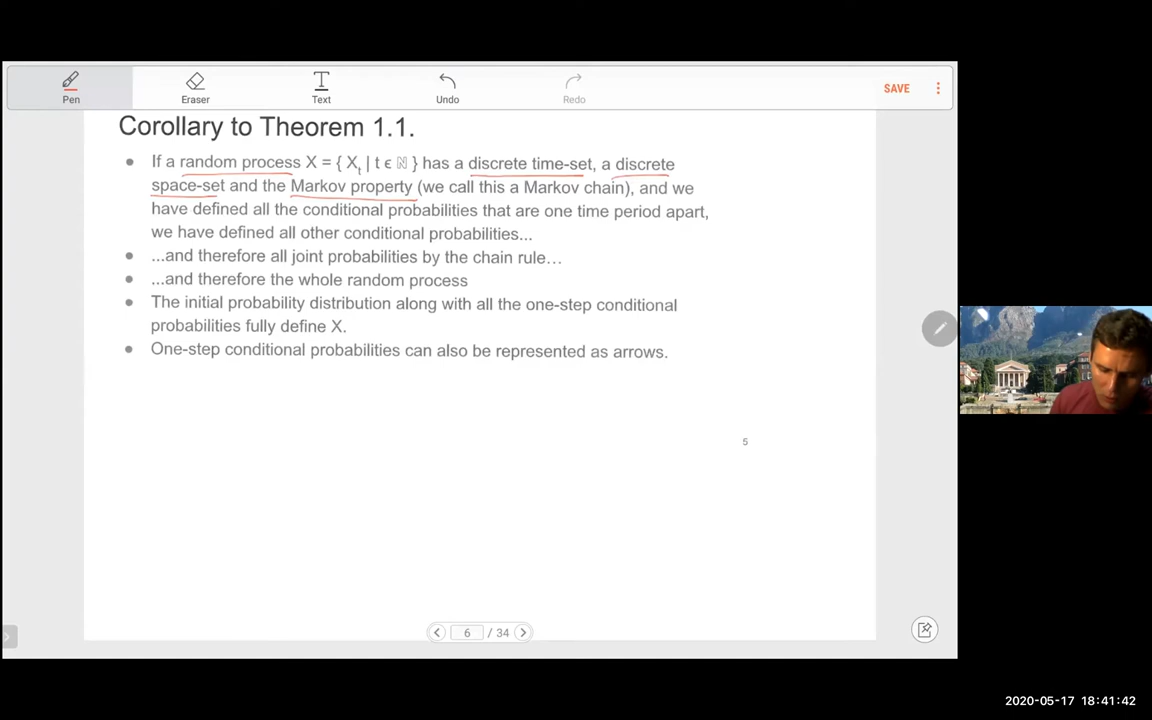 Pen
Eraser
Text
Undo
Redo
SAVE
Corollary to Theorem 1.1.
● If a random process X = { Xt | t ϵ ℕ } has a discrete time-set, a discrete
space-set and the Markov property (we call this a Markov chain), and we
have defined all the conditional probabilities that are one time period apart,
we have defined all other conditional probabilities...
● ...and therefore all joint probabilities by the chain rule…
● ...and therefore the whole random process
● The initial probability distribution along with all the one-step conditional
probabilities fully define X.
● One-step conditional probabilities can also be represented as arrows.
5
6 / 34
2020-05-17 18:41:42